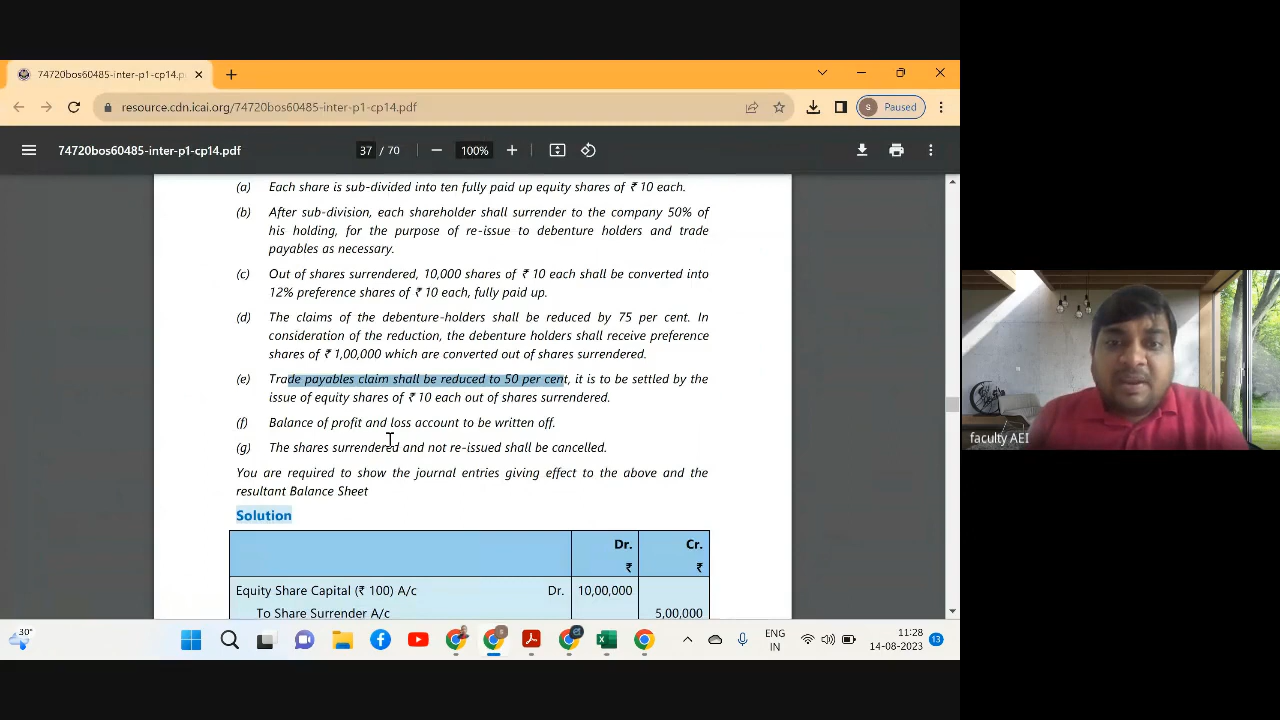 74720bos60485-inter-p1-cp14.p
resource.cdn.icai.org/74720bos60485-inter-p1-cp14.pdf
s
Paused
74720bos60485-inter-p1-cp14.pdf
37 / 70
100%
(a) Each share is sub-divided into ten fully paid up equity shares of ₹ 10 each.
(b) After sub-division, each shareholder shall surrender to the company 50% of
his holding, for the purpose of re-issue to debenture holders and trade
payables as necessary.
(c) Out of shares surrendered, 10,000 shares of ₹ 10 each shall be converted into
12% preference shares of ₹ 10 each, fully paid up.
(d) The claims of the debenture-holders shall be reduced by 75 per cent. In
consideration of the reduction, the debenture holders shall receive preference
shares of ₹ 1,00,000 which are converted out of shares surrendered.
(e) Trade payables claim shall be reduced to 50 per cent, it is to be settled by the
issue of equity shares of ₹ 10 each out of shares surrendered.
(f) Balance of profit and loss account to be written off.
(g) The shares surrendered and not re-issued shall be cancelled.
You are required to show the journal entries giving effect to the above and the
resultant Balance Sheet
Solution
Dr. Cr.
₹ ₹
Equity Share Capital (₹ 100) A/c Dr. 10,00,000
To Share Surrender A/c 5,00,000
faculty AEI
30°
ENG
IN
11:28
14-08-2023
13